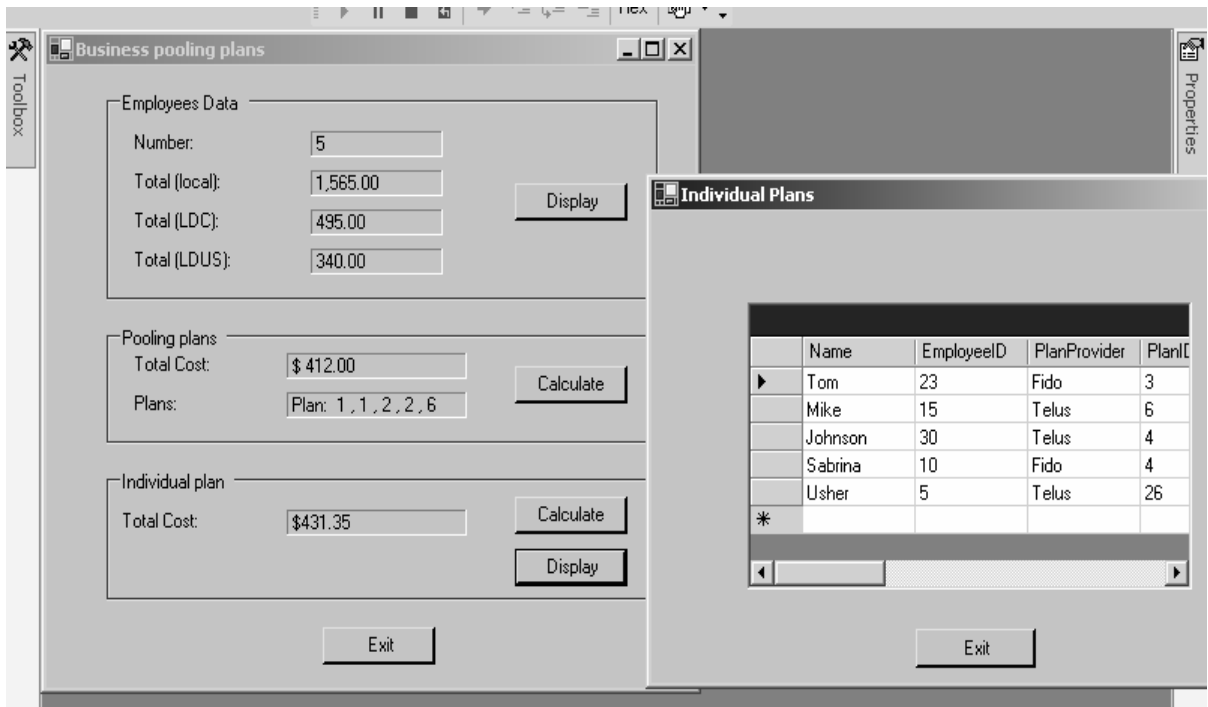 Hex
Toolbox
Properties
Business pooling plans
Employees Data
Number: 5
Total (local): 1,565.00
Total (LDC): 495.00
Total (LDUS): 340.00
Display
Pooling plans
Total Cost: $ 412.00
Plans: Plan: 1 , 1 , 2 , 2 , 6
Calculate
Individual plan
Total Cost: $431.35
Calculate
Display
Exit
Individual Plans
Name EmployeeID PlanProvider PlanID
Tom 23 Fido 3
Mike 15 Telus 6
Johnson 30 Telus 4
Sabrina 10 Fido 4
Usher 5 Telus 26
Exit